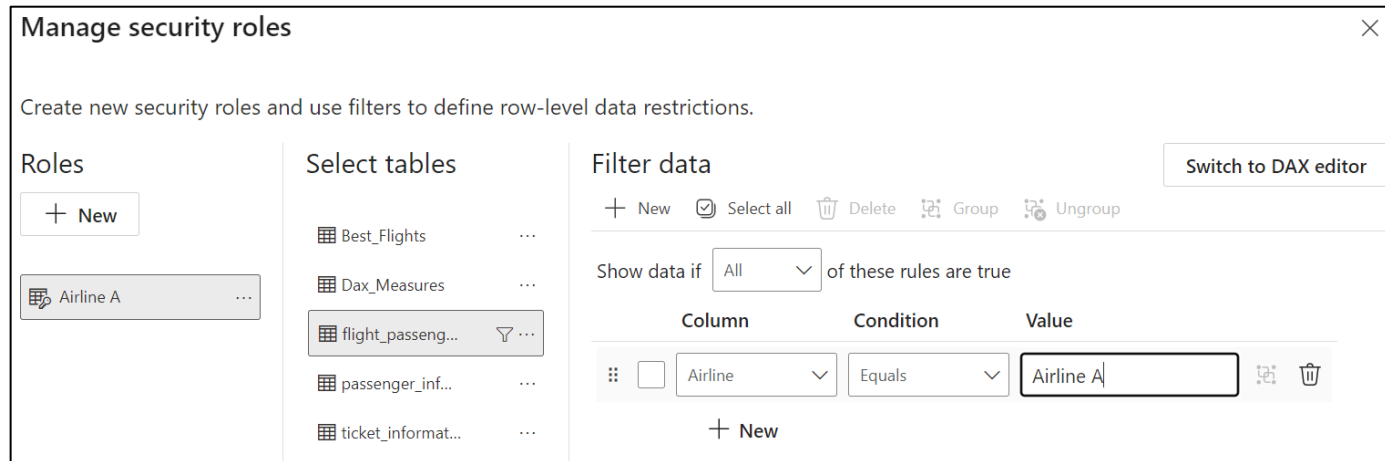 Manage security roles
Create new security roles and use filters to define row-level data restrictions.
Roles
New
Airline A
Select tables
Best_Flights
Dax_Measures
flight_passeng...
passenger_inf...
ticket_informat...
Filter data
Switch to DAX editor
New Select all Delete Group Ungroup
Show data if All of these rules are true
Column Condition Value
Airline Equals Airline A
New